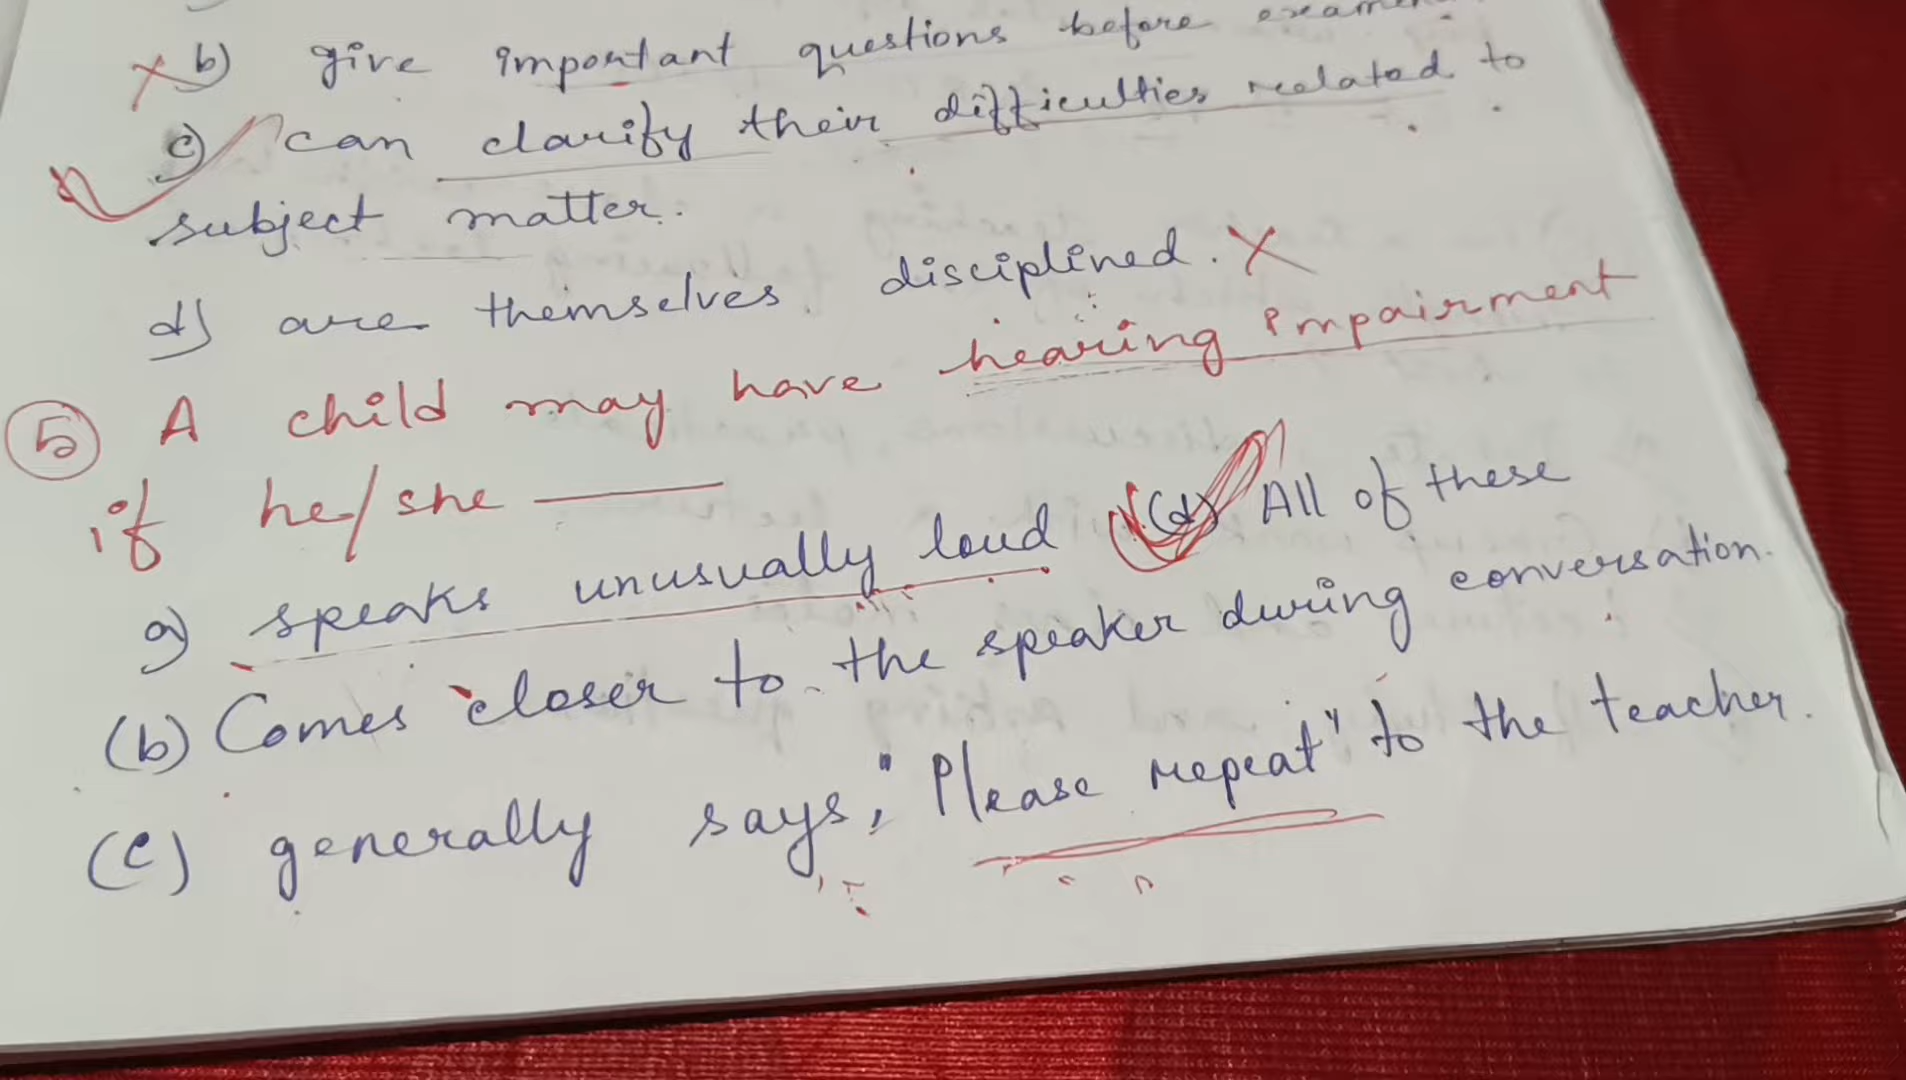 b) give important questions before
c) can clarify their difficulties related to
subject matter.
d) are themselves disciplined.
5 A child may have hearing impairment
if he/she ———
a) speaks unusually loud (d) All of these
(b) Comes closer to the speaker during conversation.
(c) generally says, "Please repeat" to the teacher.